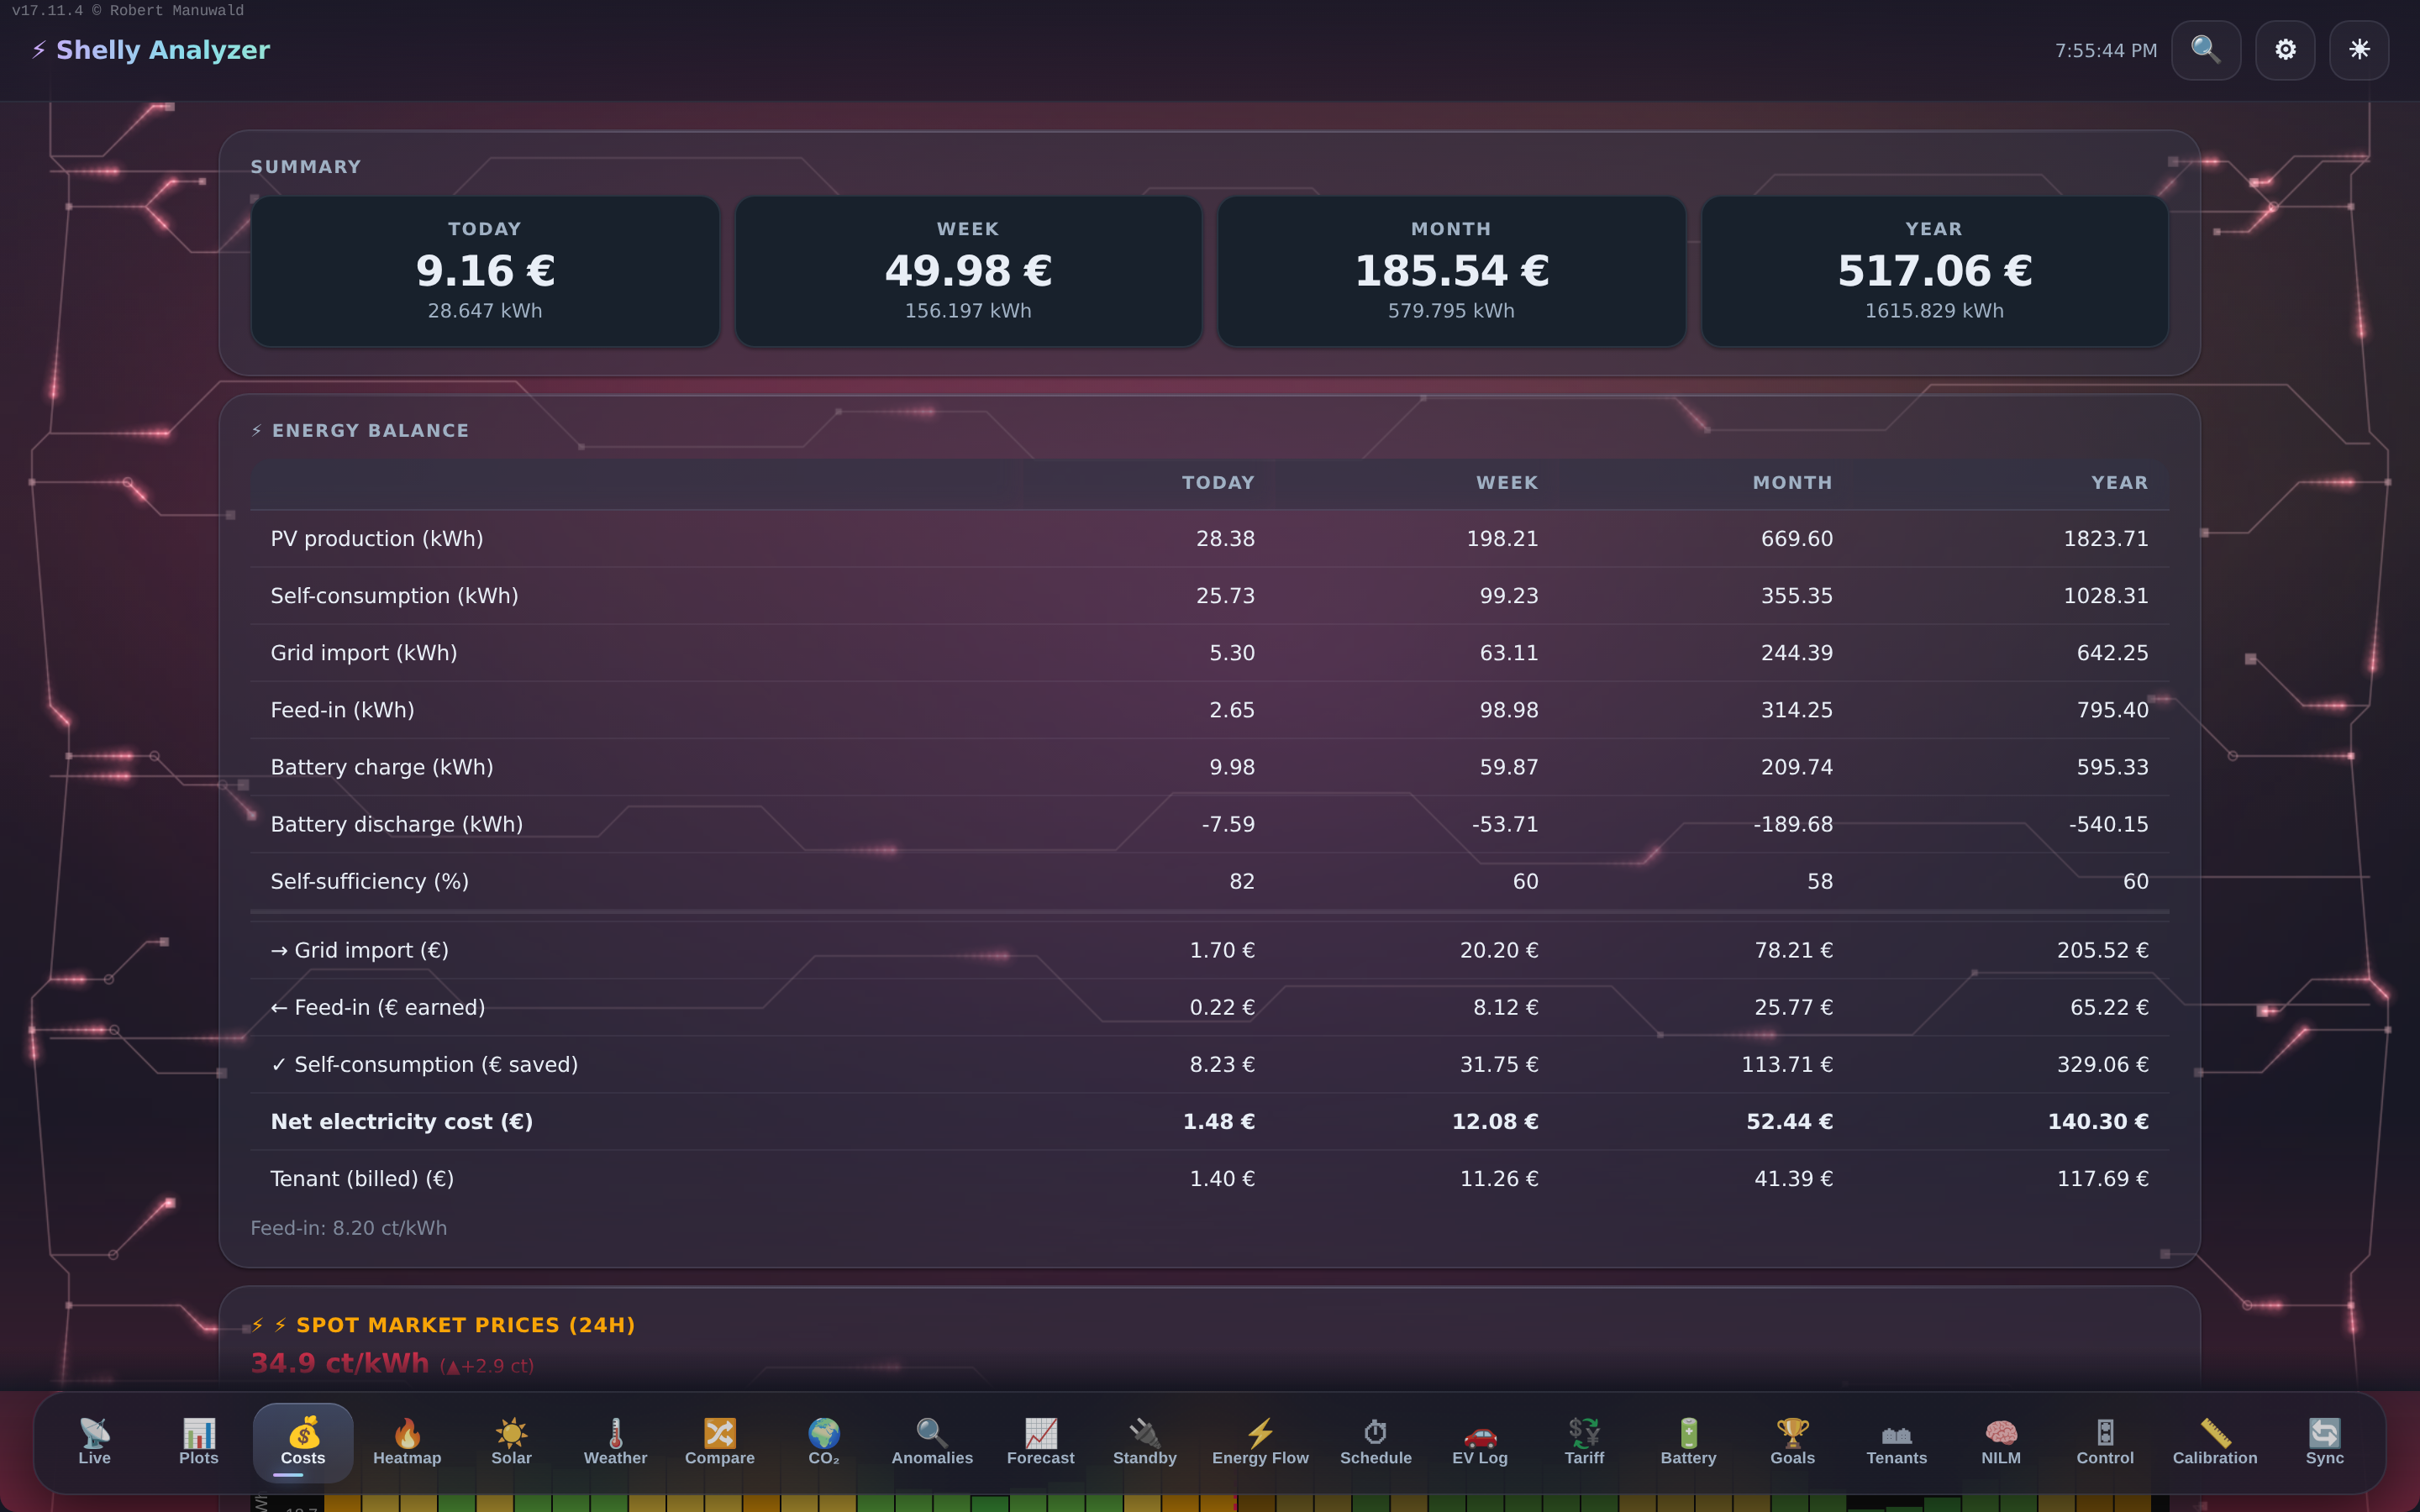 v17.11.4 © Robert Manuwald
⚡ Shelly Analyzer
7:55:44 PM
SUMMARY
TODAY WEEK MONTH YEAR
9.16 € 49.98 € 185.54 € 517.06 €
28.647 kWh 156.197 kWh 579.795 kWh 1615.829 kWh
⚡ ENERGY BALANCE
TODAY WEEK MONTH YEAR
PV production (kWh) 28.38 198.21 669.60 1823.71
Self-consumption (kWh) 25.73 99.23 355.35 1028.31
Grid import (kWh) 5.30 63.11 244.39 642.25
Feed-in (kWh) 2.65 98.98 314.25 795.40
Battery charge (kWh) 9.98 59.87 209.74 595.33
Battery discharge (kWh) -7.59 -53.71 -189.68 -540.15
Self-sufficiency (%) 82 60 58 60
→ Grid import (€) 1.70 € 20.20 € 78.21 € 205.52 €
← Feed-in (€ earned) 0.22 € 8.12 € 25.77 € 65.22 €
✓ Self-consumption (€ saved) 8.23 € 31.75 € 113.71 € 329.06 €
Net electricity cost (€) 1.48 € 12.08 € 52.44 € 140.30 €
Tenant (billed) (€) 1.40 € 11.26 € 41.39 € 117.69 €
Feed-in: 8.20 ct/kWh
⚡ ⚡ SPOT MARKET PRICES (24H)
34.9 ct/kWh (▲+2.9 ct)
Live Plots Costs Heatmap Solar Weather Compare CO₂ Anomalies Forecast Standby Energy Flow Schedule EV Log Tariff Battery Goals Tenants NILM Control Calibration Sync